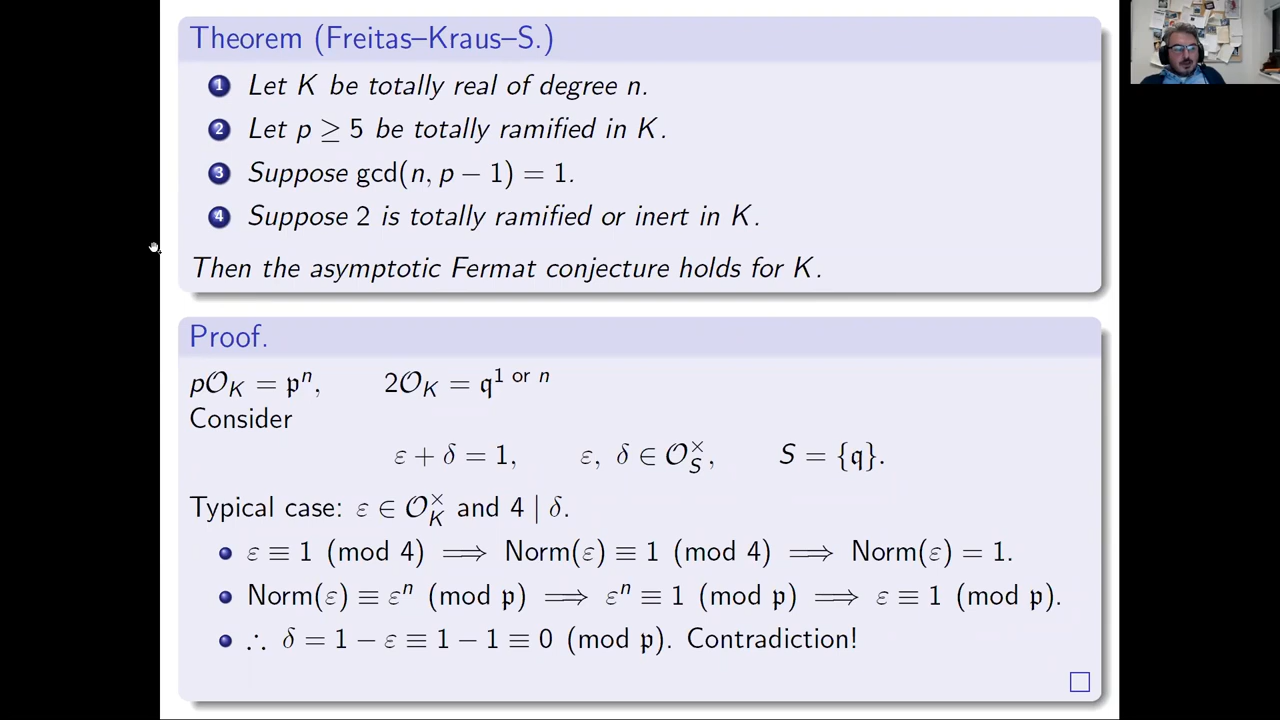 Theorem (Freitas–Kraus–S.)
1 Let K be totally real of degree n.
2 Let p ≥ 5 be totally ramified in K.
3 Suppose gcd(n, p − 1) = 1.
4 Suppose 2 is totally ramified or inert in K.
Then the asymptotic Fermat conjecture holds for K.
Proof.
p𝒪_K = 𝔭^n, 2𝒪_K = 𝔮^{1 or n}
Consider
ε + δ = 1, ε, δ ∈ 𝒪_S^×, S = {𝔮}.
Typical case: ε ∈ 𝒪_K^× and 4 | δ.
ε ≡ 1 (mod 4) ⟹ Norm(ε) ≡ 1 (mod 4) ⟹ Norm(ε) = 1.
Norm(ε) ≡ ε^n (mod 𝔭) ⟹ ε^n ≡ 1 (mod 𝔭) ⟹ ε ≡ 1 (mod 𝔭).
∴ δ = 1 − ε ≡ 1 − 1 ≡ 0 (mod 𝔭). Contradiction!